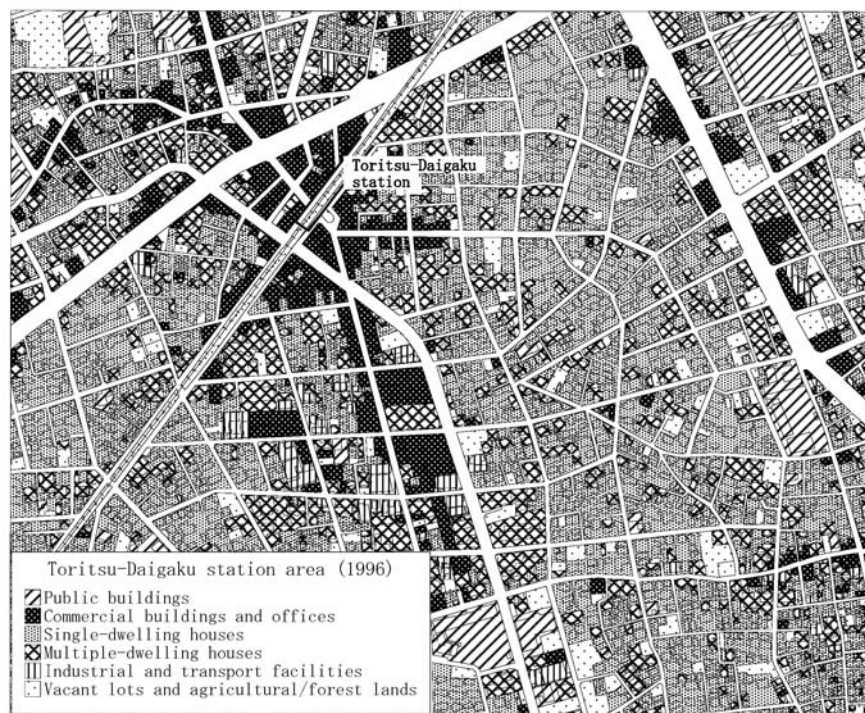 Toritsu-Daigaku
station
Toritsu-Daigaku station area (1996)
Public buildings
Commercial buildings and offices
Single-dwelling houses
Multiple-dwelling houses
Industrial and transport facilities
Vacant lots and agricultural/forest lands